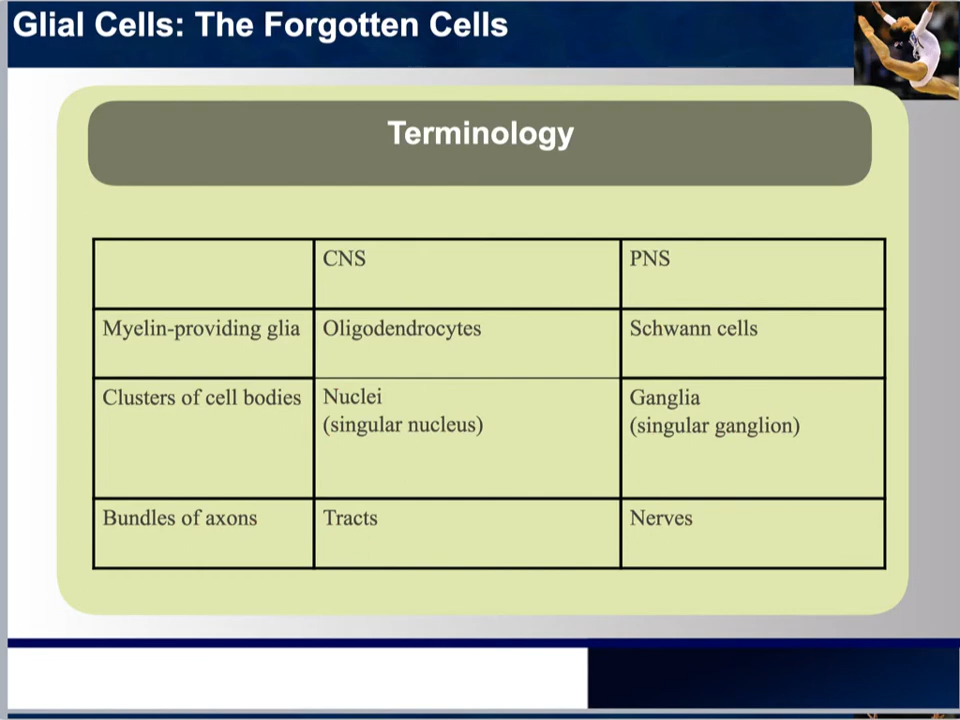 Glial Cells: The Forgotten Cells
Terminology
CNS PNS
Myelin-providing glia Oligodendrocytes Schwann cells
Clusters of cell bodies Nuclei Ganglia
(singular nucleus) (singular ganglion)
Bundles of axons Tracts Nerves